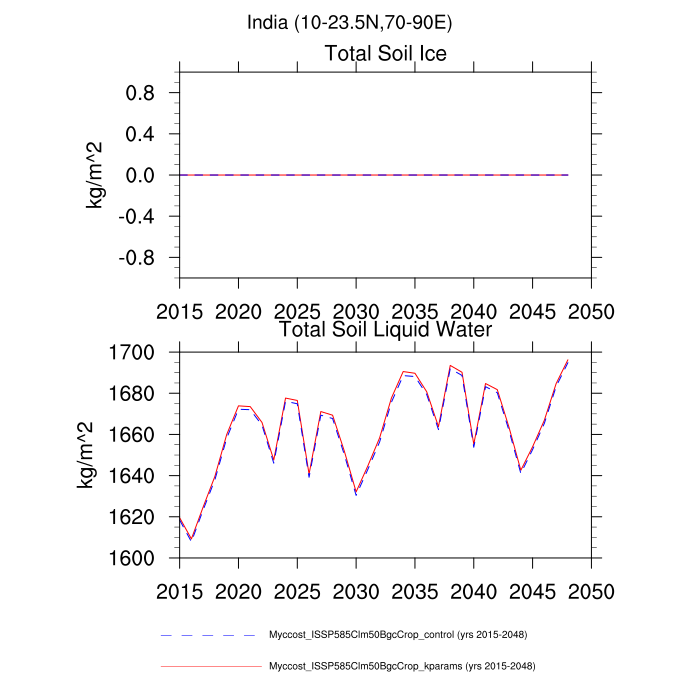 India (10-23.5N,70-90E)
Total Soil Ice
0.8
0.4
0.0
-0.4
-0.8
kg/m^2
2015 2020 2025 2030 2035 2040 2045 2050
Total Soil Liquid Water
1700
1680
1660
1640
1620
1600
kg/m^2
2015 2020 2025 2030 2035 2040 2045 2050
Myccost_ISSP585Clm50BgcCrop_control (yrs 2015-2048)
Myccost_ISSP585Clm50BgcCrop_kparams (yrs 2015-2048)